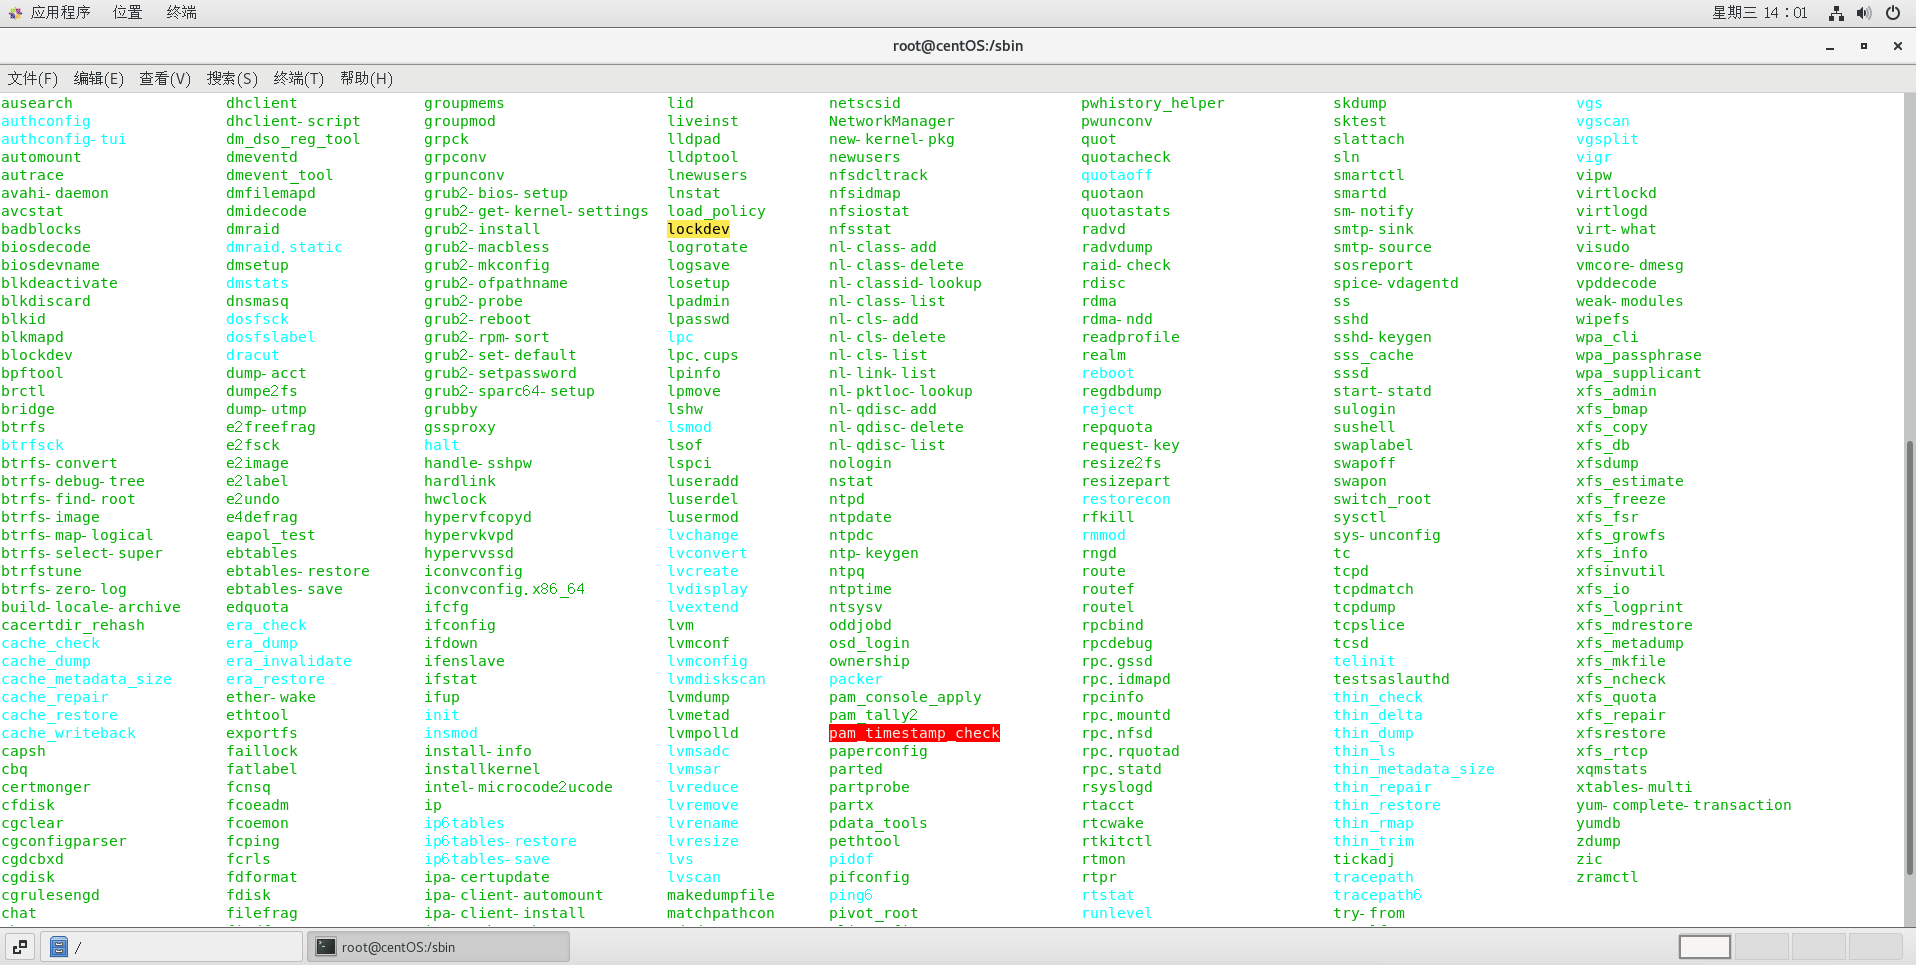 应用程序 位置 终端 星期三 14：01
root@centOS:/sbin
文件(F) 编辑(E) 查看(V) 搜索(S) 终端(T) 帮助(H)
ausearch dhclient groupmems lid netscsid pwhistory_helper skdump vgs
authconfig dhclient-script groupmod liveinst NetworkManager pwunconv sktest vgscan
authconfig-tui dm_dso_reg_tool grpck lldpad new-kernel-pkg quot slattach vgsplit
automount dmeventd grpconv lldptool newusers quotacheck sln vigr
autrace dmevent_tool grpunconv lnewusers nfsdcltrack quotaoff smartctl vipw
avahi-daemon dmfilemapd grub2-bios-setup lnstat nfsidmap quotaon smartd virtlockd
avcstat dmidecode grub2-get-kernel-settings load_policy nfsiostat quotastats sm-notify virtlogd
badblocks dmraid grub2-install lockdev nfsstat radvd smtp-sink virt-what
biosdecode dmraid.static grub2-macbless logrotate nl-class-add radvdump smtp-source visudo
biosdevname dmsetup grub2-mkconfig logsave nl-class-delete raid-check sosreport vmcore-dmesg
blkdeactivate dmstats grub2-ofpathname losetup nl-classid-lookup rdisc spice-vdagentd vpddecode
blkdiscard dnsmasq grub2-probe lpadmin nl-class-list rdma ss weak-modules
blkid dosfsck grub2-reboot lpasswd nl-cls-add rdma-ndd sshd wipefs
blkmapd dosfslabel grub2-rpm-sort lpc nl-cls-delete readprofile sshd-keygen wpa_cli
blockdev dracut grub2-set-default lpc.cups nl-cls-list realm sss_cache wpa_passphrase
bpftool dump-acct grub2-setpassword lpinfo nl-link-list reboot sssd wpa_supplicant
brctl dumpe2fs grub2-sparc64-setup lpmove nl-pktloc-lookup regdbdump start-statd xfs_admin
bridge dump-utmp grubby lshw nl-qdisc-add reject sulogin xfs_bmap
btrfs e2freefrag gssproxy lsmod nl-qdisc-delete repquota sushell xfs_copy
btrfsck e2fsck halt lsof nl-qdisc-list request-key swaplabel xfs_db
btrfs-convert e2image handle-sshpw lspci nologin resize2fs swapoff xfsdump
btrfs-debug-tree e2label hardlink luseradd nstat resizepart swapon xfs_estimate
btrfs-find-root e2undo hwclock luserdel ntpd restorecon switch_root xfs_freeze
btrfs-image e4defrag hypervfcopyd lusermod ntpdate rfkill sysctl xfs_fsr
btrfs-map-logical eapol_test hypervkvpd lvchange ntpdc rmmod sys-unconfig xfs_growfs
btrfs-select-super ebtables hypervvssd lvconvert ntp-keygen rngd tc xfs_info
btrfstune ebtables-restore iconvconfig lvcreate ntpq route tcpd xfsinvutil
btrfs-zero-log ebtables-save iconvconfig.x86_64 lvdisplay ntptime routef tcpdmatch xfs_io
build-locale-archive edquota ifcfg lvextend ntsysv routel tcpdump xfs_logprint
cacertdir_rehash era_check ifconfig lvm oddjobd rpcbind tcpslice xfs_mdrestore
cache_check era_dump ifdown lvmconf osd_login rpcdebug tcsd xfs_metadump
cache_dump era_invalidate ifenslave lvmconfig ownership rpc.gssd telinit xfs_mkfile
cache_metadata_size era_restore ifstat lvmdiskscan packer rpc.idmapd testsaslauthd xfs_ncheck
cache_repair ether-wake ifup lvmdump pam_console_apply rpcinfo thin_check xfs_quota
cache_restore ethtool init lvmetad pam_tally2 rpc.mountd thin_delta xfs_repair
cache_writeback exportfs insmod lvmpolld pam_timestamp_check rpc.nfsd thin_dump xfsrestore
capsh faillock install-info lvmsadc paperconfig rpc.rquotad thin_ls xfs_rtcp
cbq fatlabel installkernel lvmsar parted rpc.statd thin_metadata_size xqmstats
certmonger fcnsq intel-microcode2ucode lvreduce partprobe rsyslogd thin_repair xtables-multi
cfdisk fcoeadm ip lvremove partx rtacct thin_restore yum-complete-transaction
cgclear fcoemon ip6tables lvrename pdata_tools rtcwake thin_rmap yumdb
cgconfigparser fcping ip6tables-restore lvresize pethtool rtkitctl thin_trim zdump
cgdcbxd fcrls ip6tables-save lvs pidof rtmon tickadj zic
cgdisk fdformat ipa-certupdate lvscan pifconfig rtpr tracepath zramctl
cgrulesengd fdisk ipa-client-automount makedumpfile ping6 rtstat tracepath6
chat filefrag ipa-client-install matchpathcon pivot_root runlevel try-from
/ root@centOS:/sbin